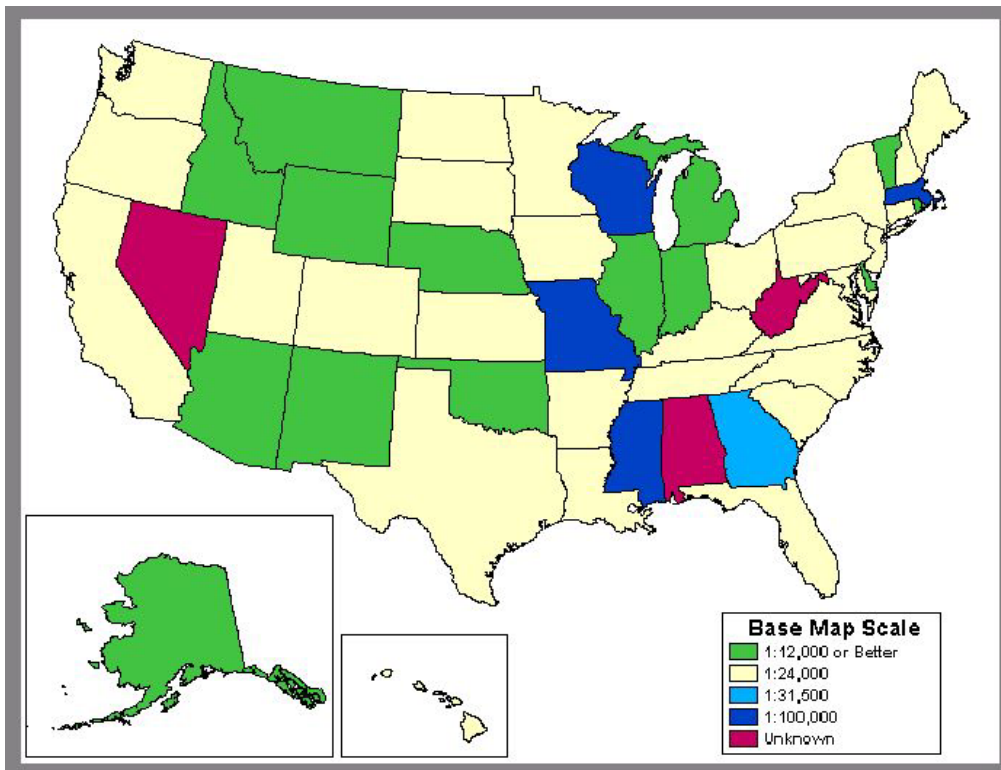 Base Map Scale
1:12,000 or Better
1:24,000
1:31,500
1:100,000
Unknown